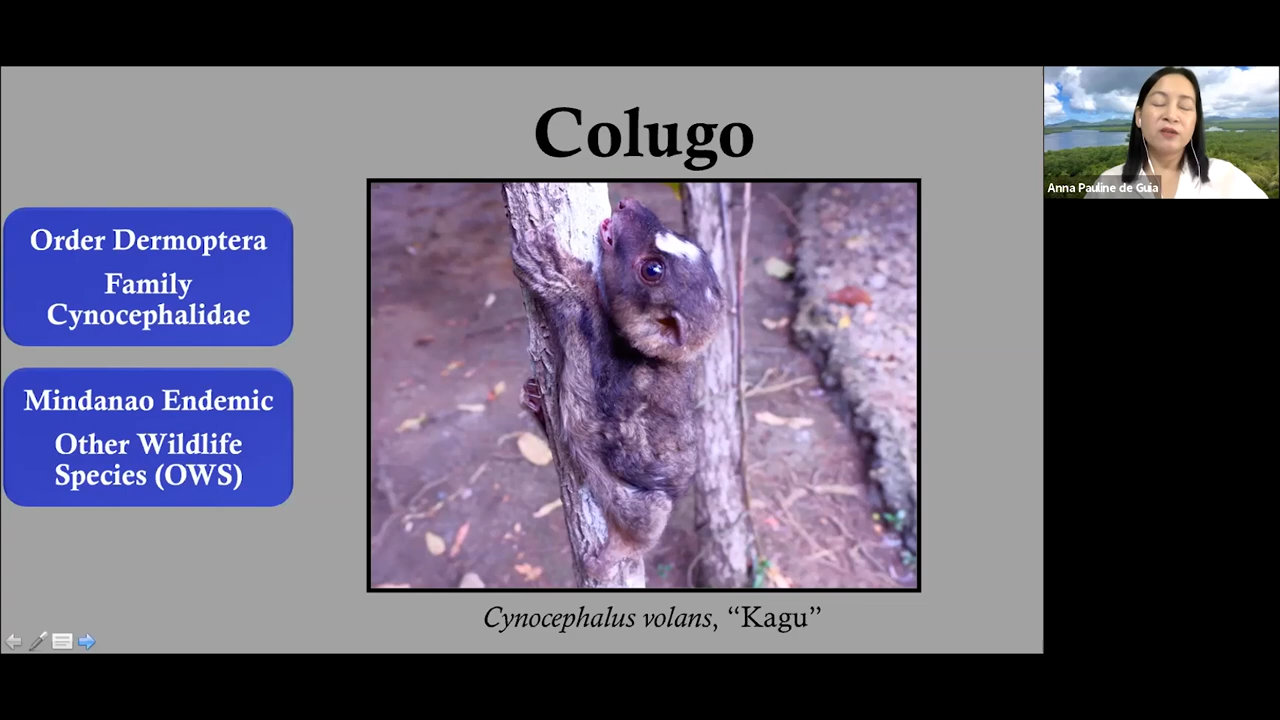 Colugo
Order Dermoptera
Family
Cynocephalidae
Mindanao Endemic
Other Wildlife
Species (OWS)
Cynocephalus volans, “Kagu”
Anna Pauline de Guia